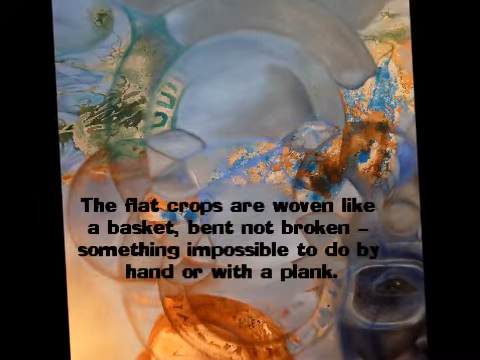 The flat crops are woven like
a basket, bent not broken –
something impossible to do by
hand or with a plank.